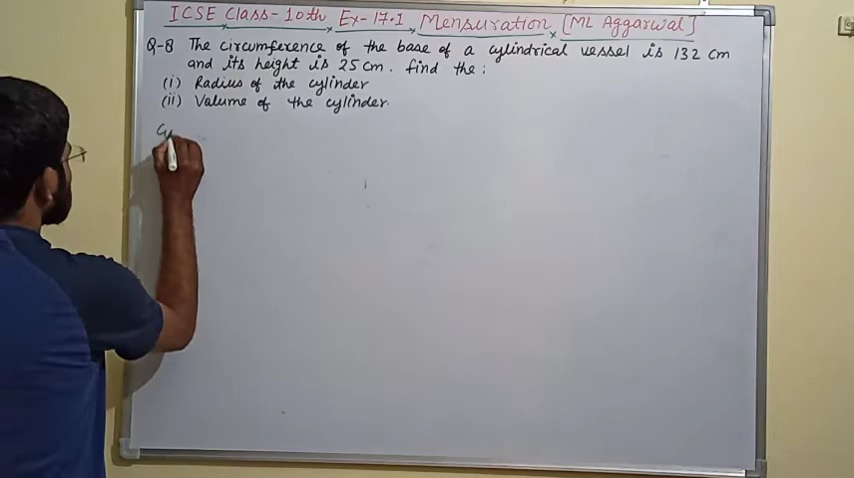 ICSE Class-10th Ex-17.1 Mensuration [ML Aggarwal]
Q-8 The circumference of the base of a cylindrical vessel is 132 cm
and its height is 25 cm. find the:
(i) Radius of the cylinder
(ii) Volume of the cylinder.